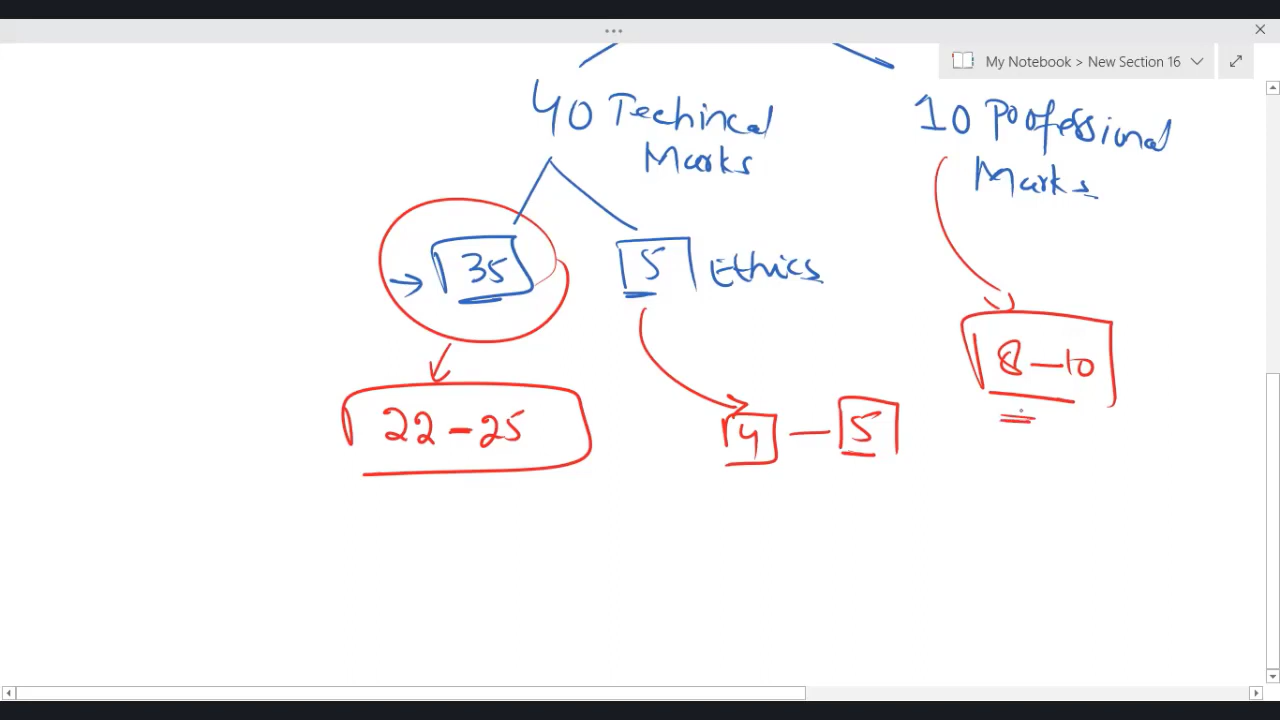 My Notebook > New Section 16
40 Techincal
Marks
10 Professional
Marks
35
5 Ethics
8-10
22-25
4 - 5